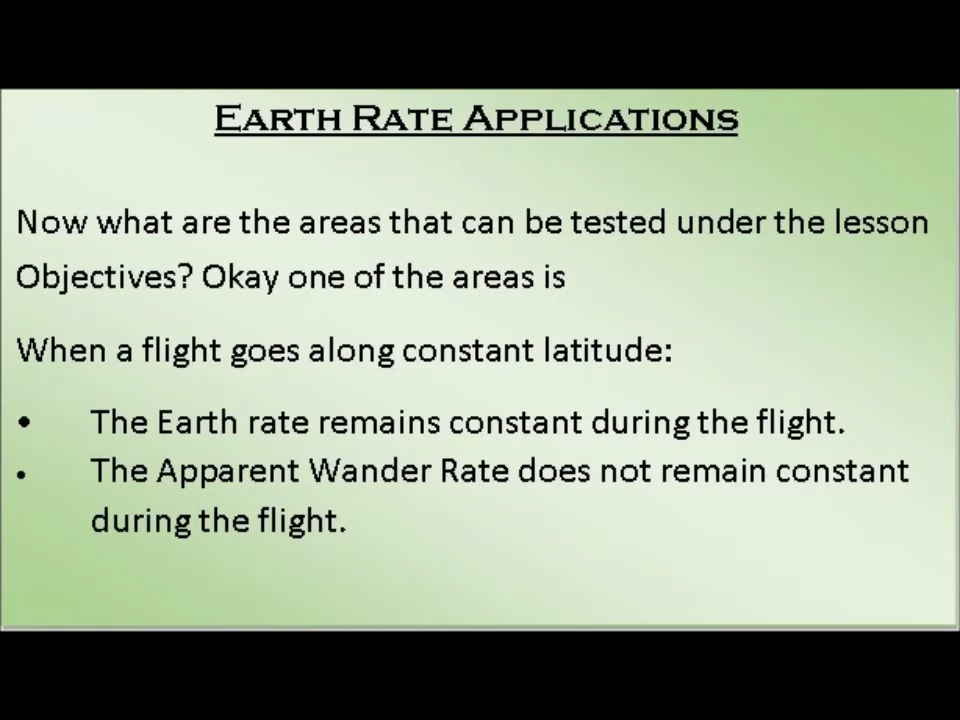 EARTH RATE APPLICATIONS
Now what are the areas that can be tested under the lesson
Objectives? Okay one of the areas is
When a flight goes along constant latitude:
• The Earth rate remains constant during the flight.
• The Apparent Wander Rate does not remain constant
during the flight.